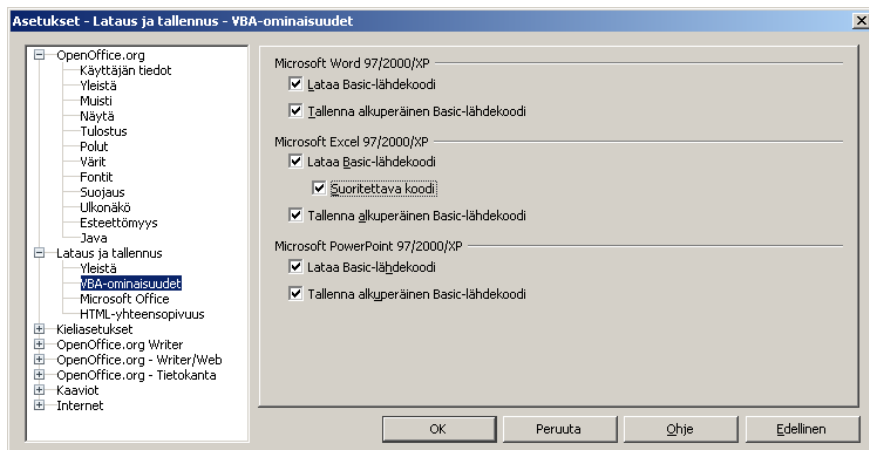 Asetukset - Lataus ja tallennus - VBA-ominaisuudet
OpenOffice.org
Käyttäjän tiedot
Yleistä
Muisti
Näytä
Tulostus
Polut
Värit
Fontit
Suojaus
Ulkonäkö
Esteettömyys
Java
Lataus ja tallennus
Yleistä
VBA-ominaisuudet
Microsoft Office
HTML-yhteensopivuus
Kieliasetukset
OpenOffice.org Writer
OpenOffice.org - Writer/Web
OpenOffice.org - Tietokanta
Kaaviot
Internet
Microsoft Word 97/2000/XP
Lataa Basic-lähdekoodi
Tallenna alkuperäinen Basic-lähdekoodi
Microsoft Excel 97/2000/XP
Lataa Basic-lähdekoodi
Suoritettava koodi
Tallenna alkuperäinen Basic-lähdekoodi
Microsoft PowerPoint 97/2000/XP
Lataa Basic-lähdekoodi
Tallenna alkuperäinen Basic-lähdekoodi
OK
Peruuta
Ohje
Edellinen